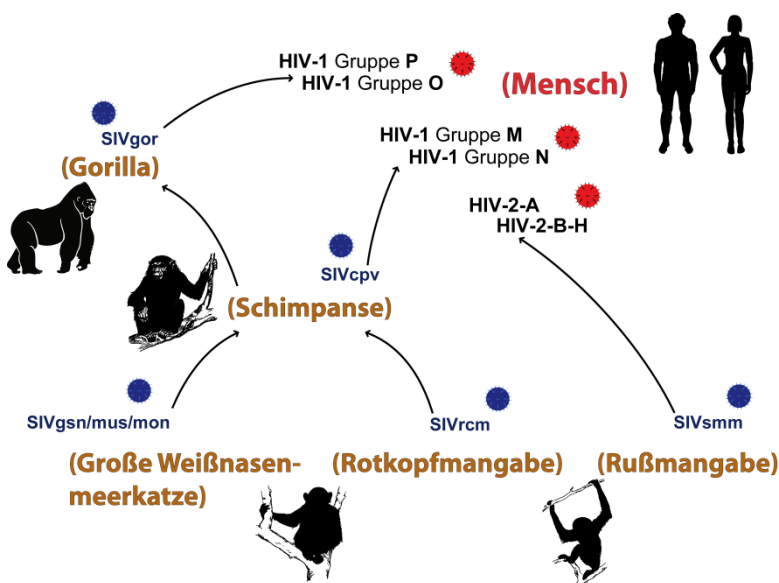 HIV-1 Gruppe P
HIV-1 Gruppe O
(Mensch)
SIVgor
(Gorilla)
HIV-1 Gruppe M
HIV-1 Gruppe N
HIV-2-A
HIV-2-B-H
SIVcpv
(Schimpanse)
SIVgsn/mus/mon
(Große Weißnasen-
meerkatze)
SIVrcm
(Rotkopfmangabe)
SIVsmm
(Rußmangabe)